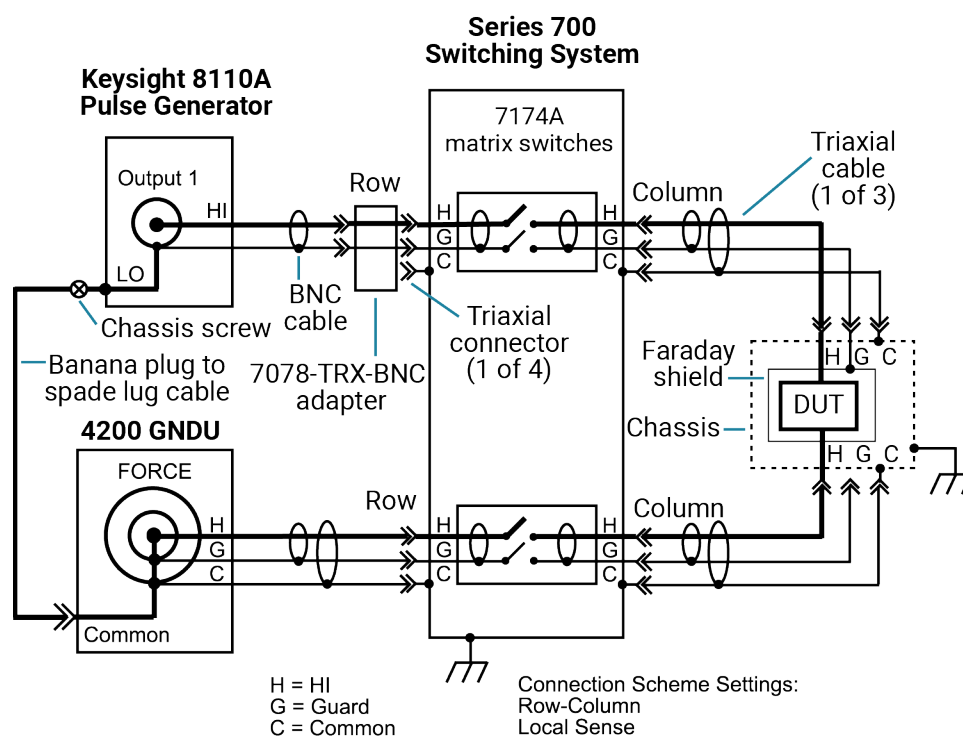 Series 700
Switching System
Keysight 8110A
Pulse Generator
7174A
matrix switches
Triaxial
cable
(1 of 3)
Output 1
Row
Column
HI
H
G
C
H
G
C
LO
BNC
cable
Chassis screw
Triaxial
connector
(1 of 4)
Banana plug to
spade lug cable
7078-TRX-BNC
adapter
Faraday
shield
H G C
DUT
Chassis
H G C
4200 GNDU
FORCE
Row
Column
H
G
C
H
G
C
H
G
C
Common
H = HI
G = Guard
C = Common
Connection Scheme Settings:
Row-Column
Local Sense